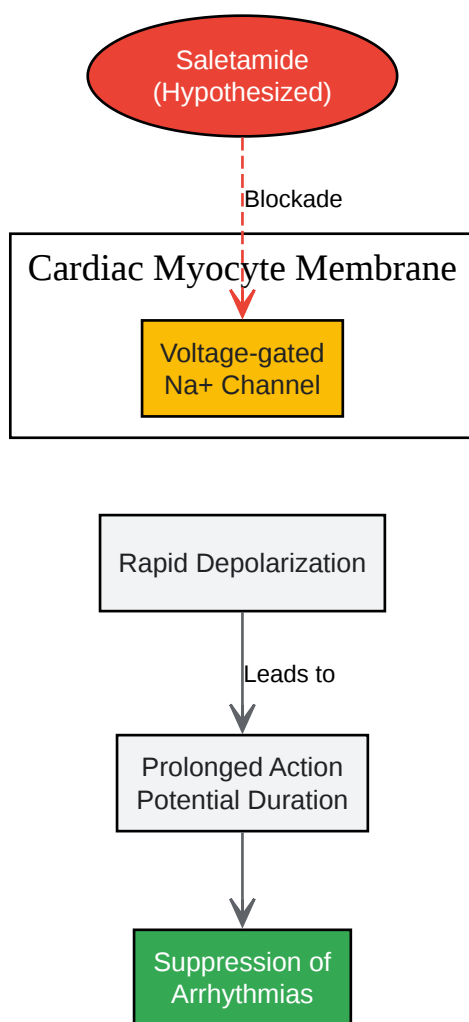 Saletamide
(Hypothesized)
Blockade
Cardiac Myocyte Membrane
Voltage-gated
Na+ Channel
Rapid Depolarization
Leads to
Prolonged Action
Potential Duration
Suppression of
Arrhythmias